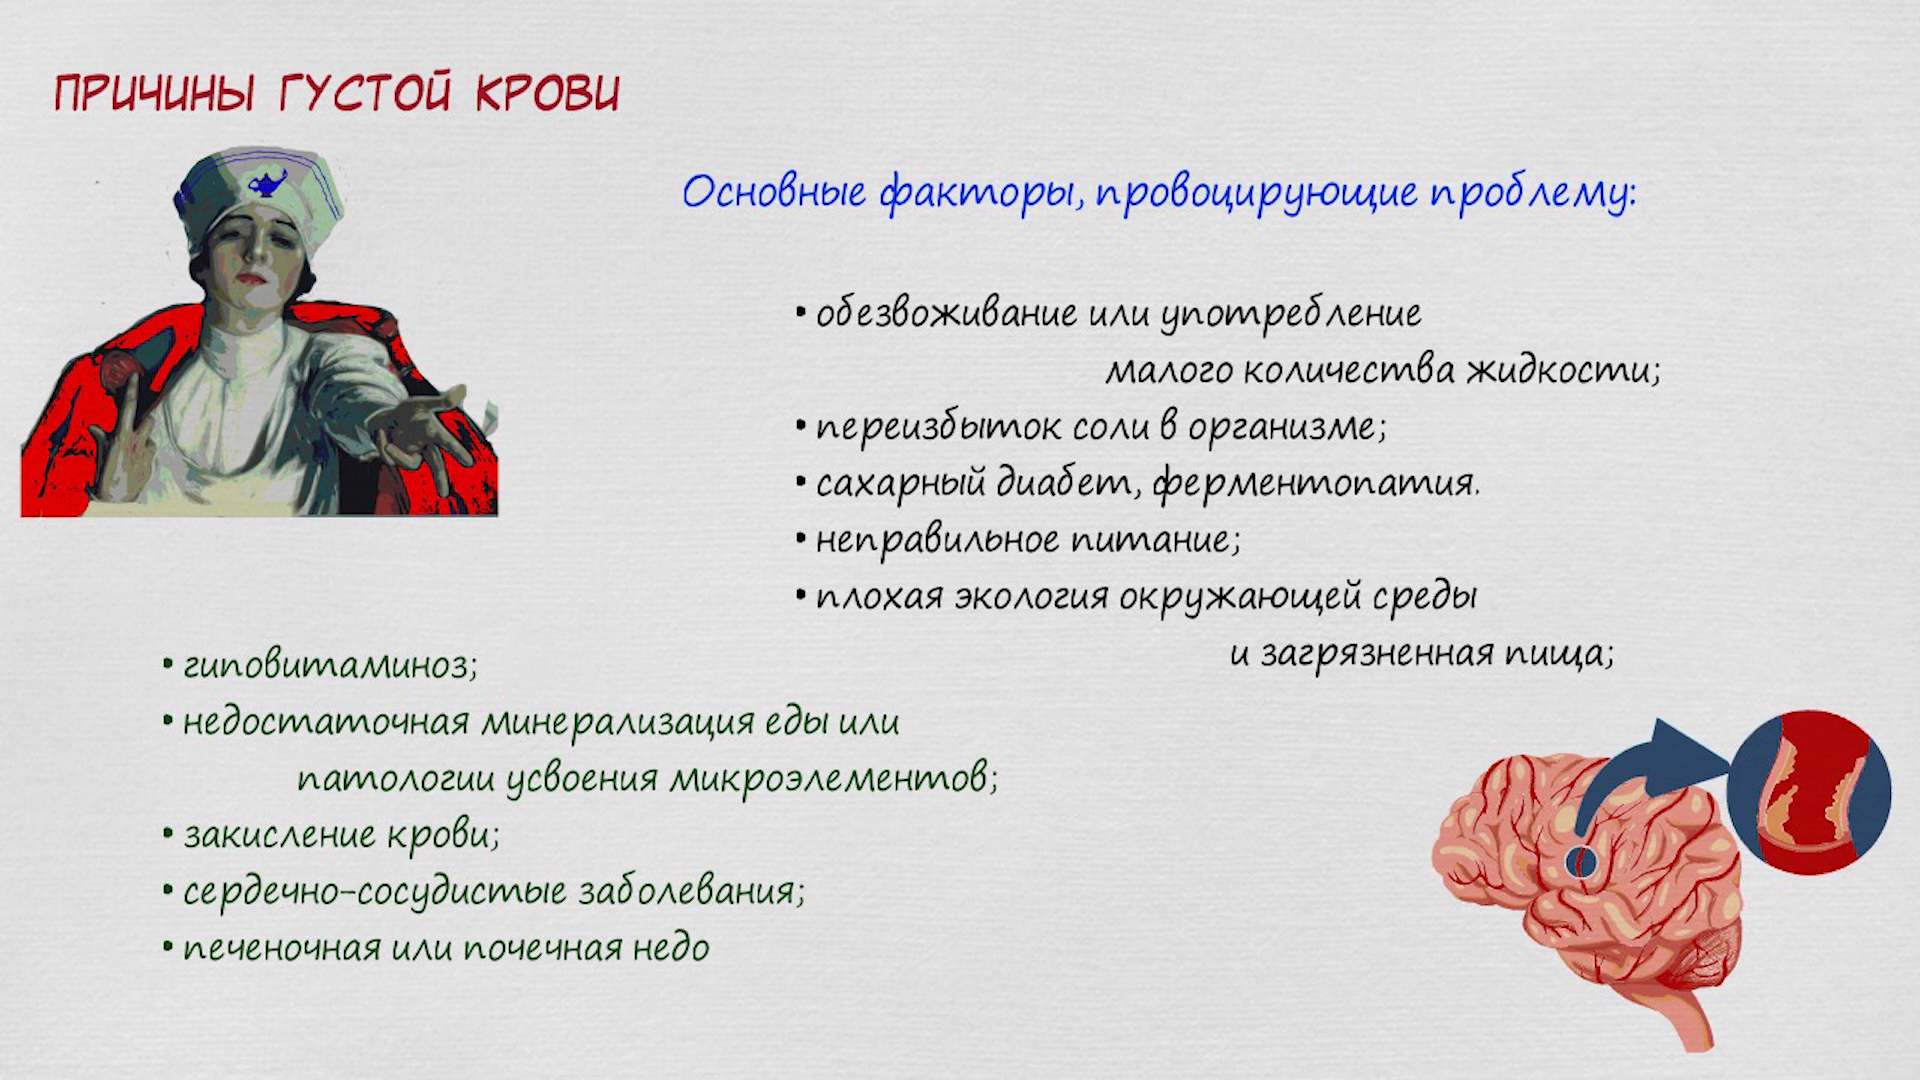 ПРИЧИНЫ ГУСТОЙ КРОВИ
Основные факторы, провоцирующие проблему:
• обезвоживание или употребление
малого количества жидкости;
• переизбыток соли в организме;
• сахарный диабет, ферментопатия.
• неправильное питание;
• плохая экология окружающей среды
и загрязненная пища;
• гиповитаминоз;
• недостаточная минерализация еды или
патологии усвоения микроэлементов;
• закисление крови;
• сердечно-сосудистые заболевания;
• печеночная или почечная недо